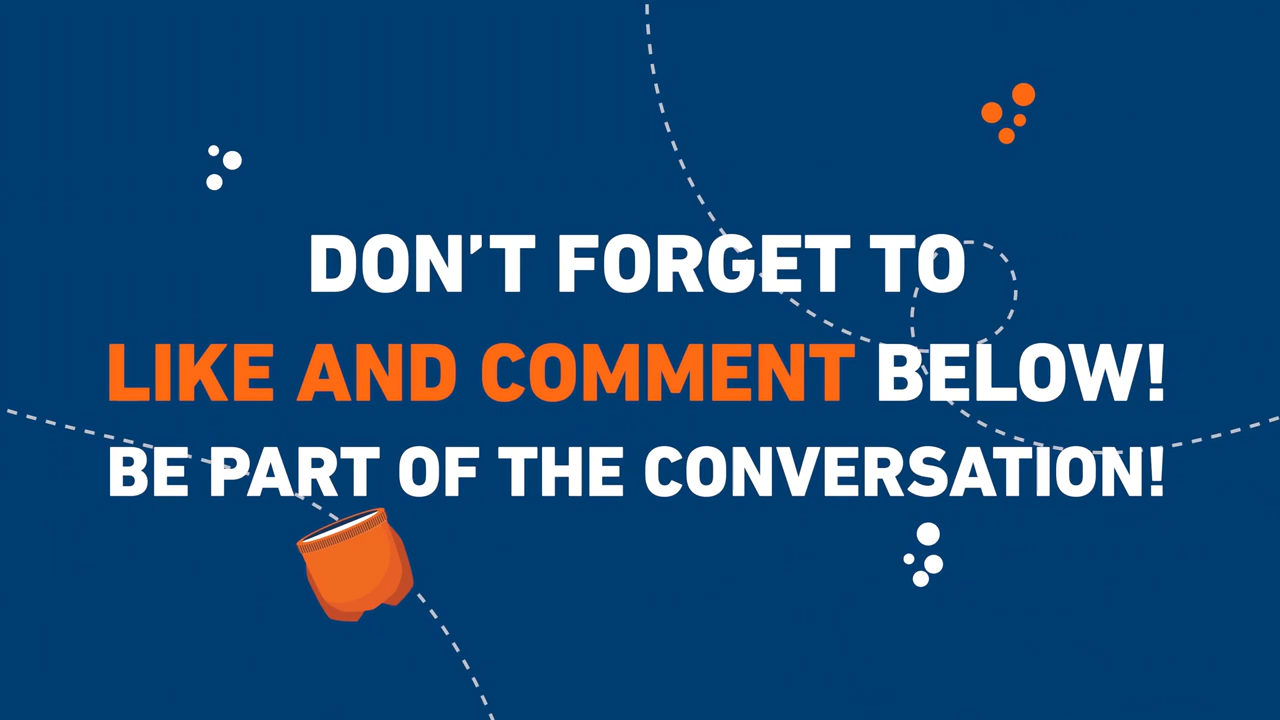 DON’T FORGET TO
LIKE AND COMMENT BELOW!
BE PART OF THE CONVERSATION!